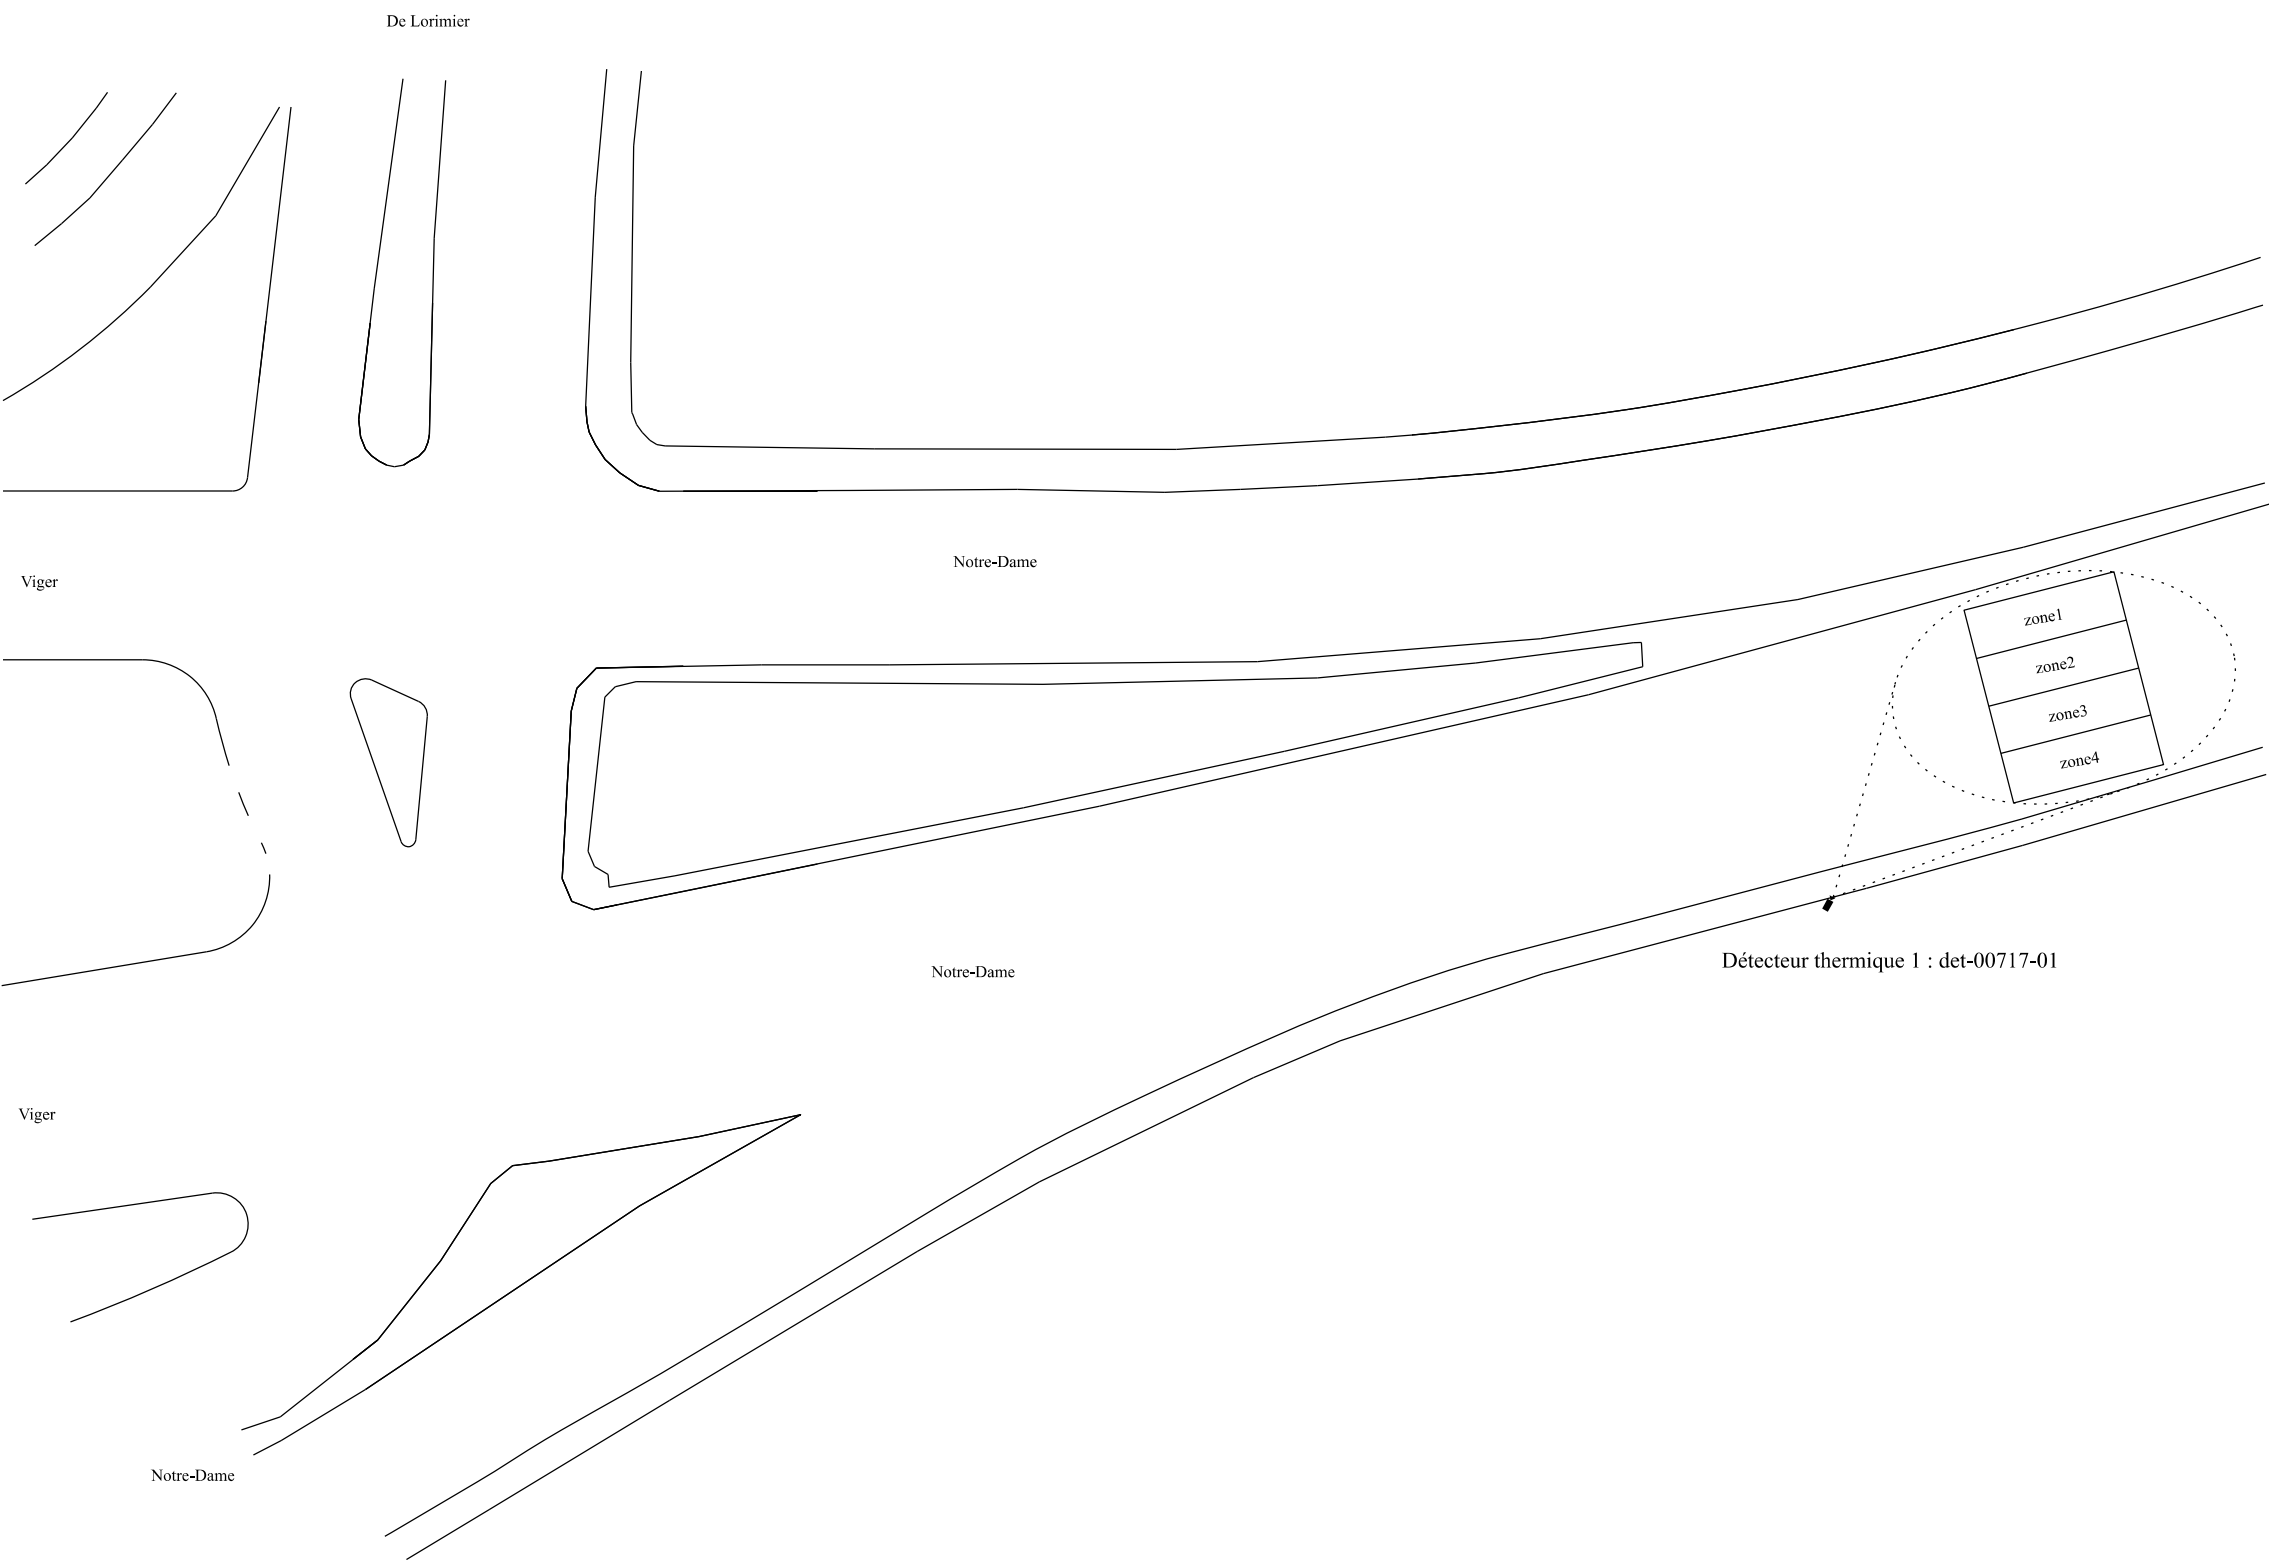 De Lorimier
Notre-Dame
Viger
zone1
zone2
zone3
zone4
Détecteur thermique 1 : det-00717-01
Notre-Dame
Viger
Notre-Dame